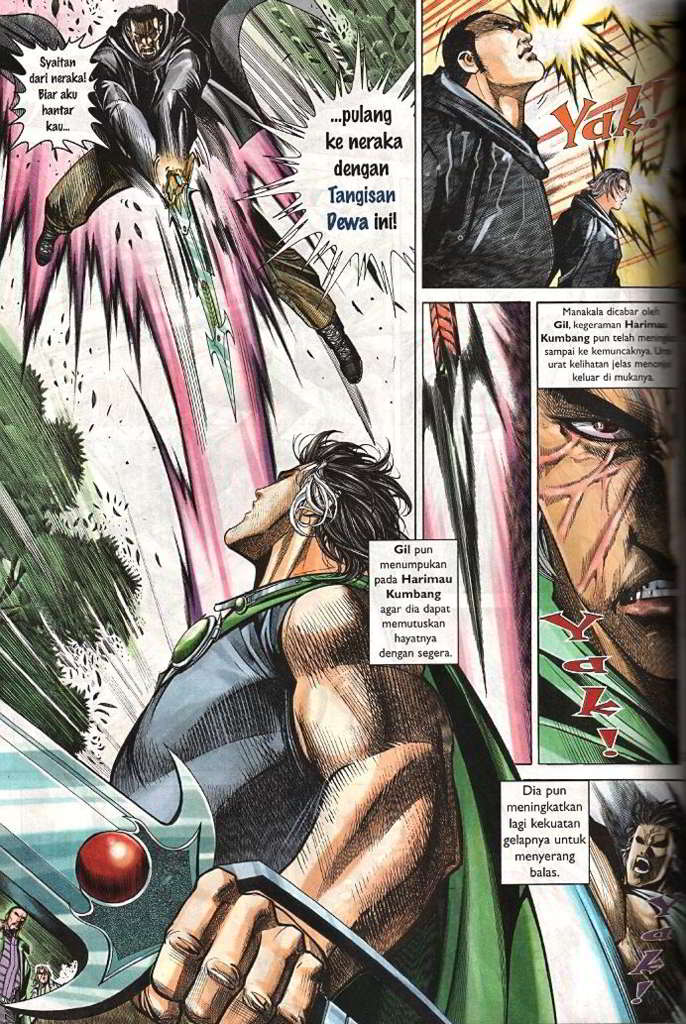 Syaitan
dari neraka!
Biar aku
hantar
kau...
...pulang
ke neraka
dengan
Tangisan
Dewa ini!
Yak!
Manakala dicabar oleh
Gil, kegeraman Harimau
Kumbang pun telah
sampai ke kemuncaknya.
urat kelihatan jelas
keluar di mukanya.
Gil pun
menumpukan
pada Harimau
Kumbang
agar dia dapat
memutuskan
hayatnya
dengan segera.
Yak
Yak!
Dia pun
meningkatkan
lagi kekuatan
gelapnya untuk
menyerang
balas.
Yak!